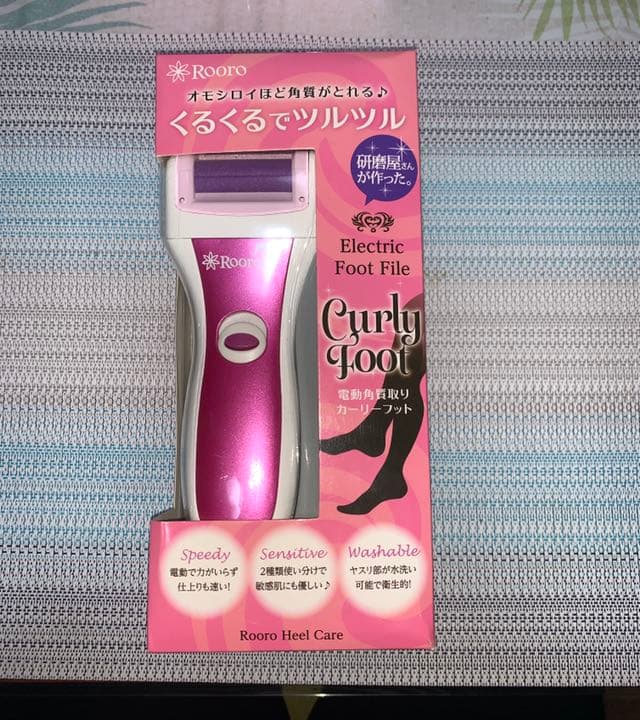 Rooro
オモシロイほど角質がとれる♪
くるくるでツルツル
研磨屋さん
が作った。
Electric
Foot File
Rooro
Curly
Foot
電動角質取り
カーリーフット
Speedy
電動で力がいらず
仕上りも速い!
Sensitive
2種類使い分けで
敏感肌にも優しい♪
Washable
ヤスリ部が水洗い
可能で衛生的!
Rooro Heel Care